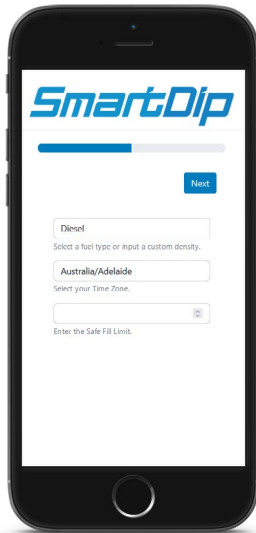 SmartDip
Next
Diesel
Select a fuel type or input a custom density.
Australia/Adelaide
Select your Time Zone.
Enter the Safe Fill Limit.